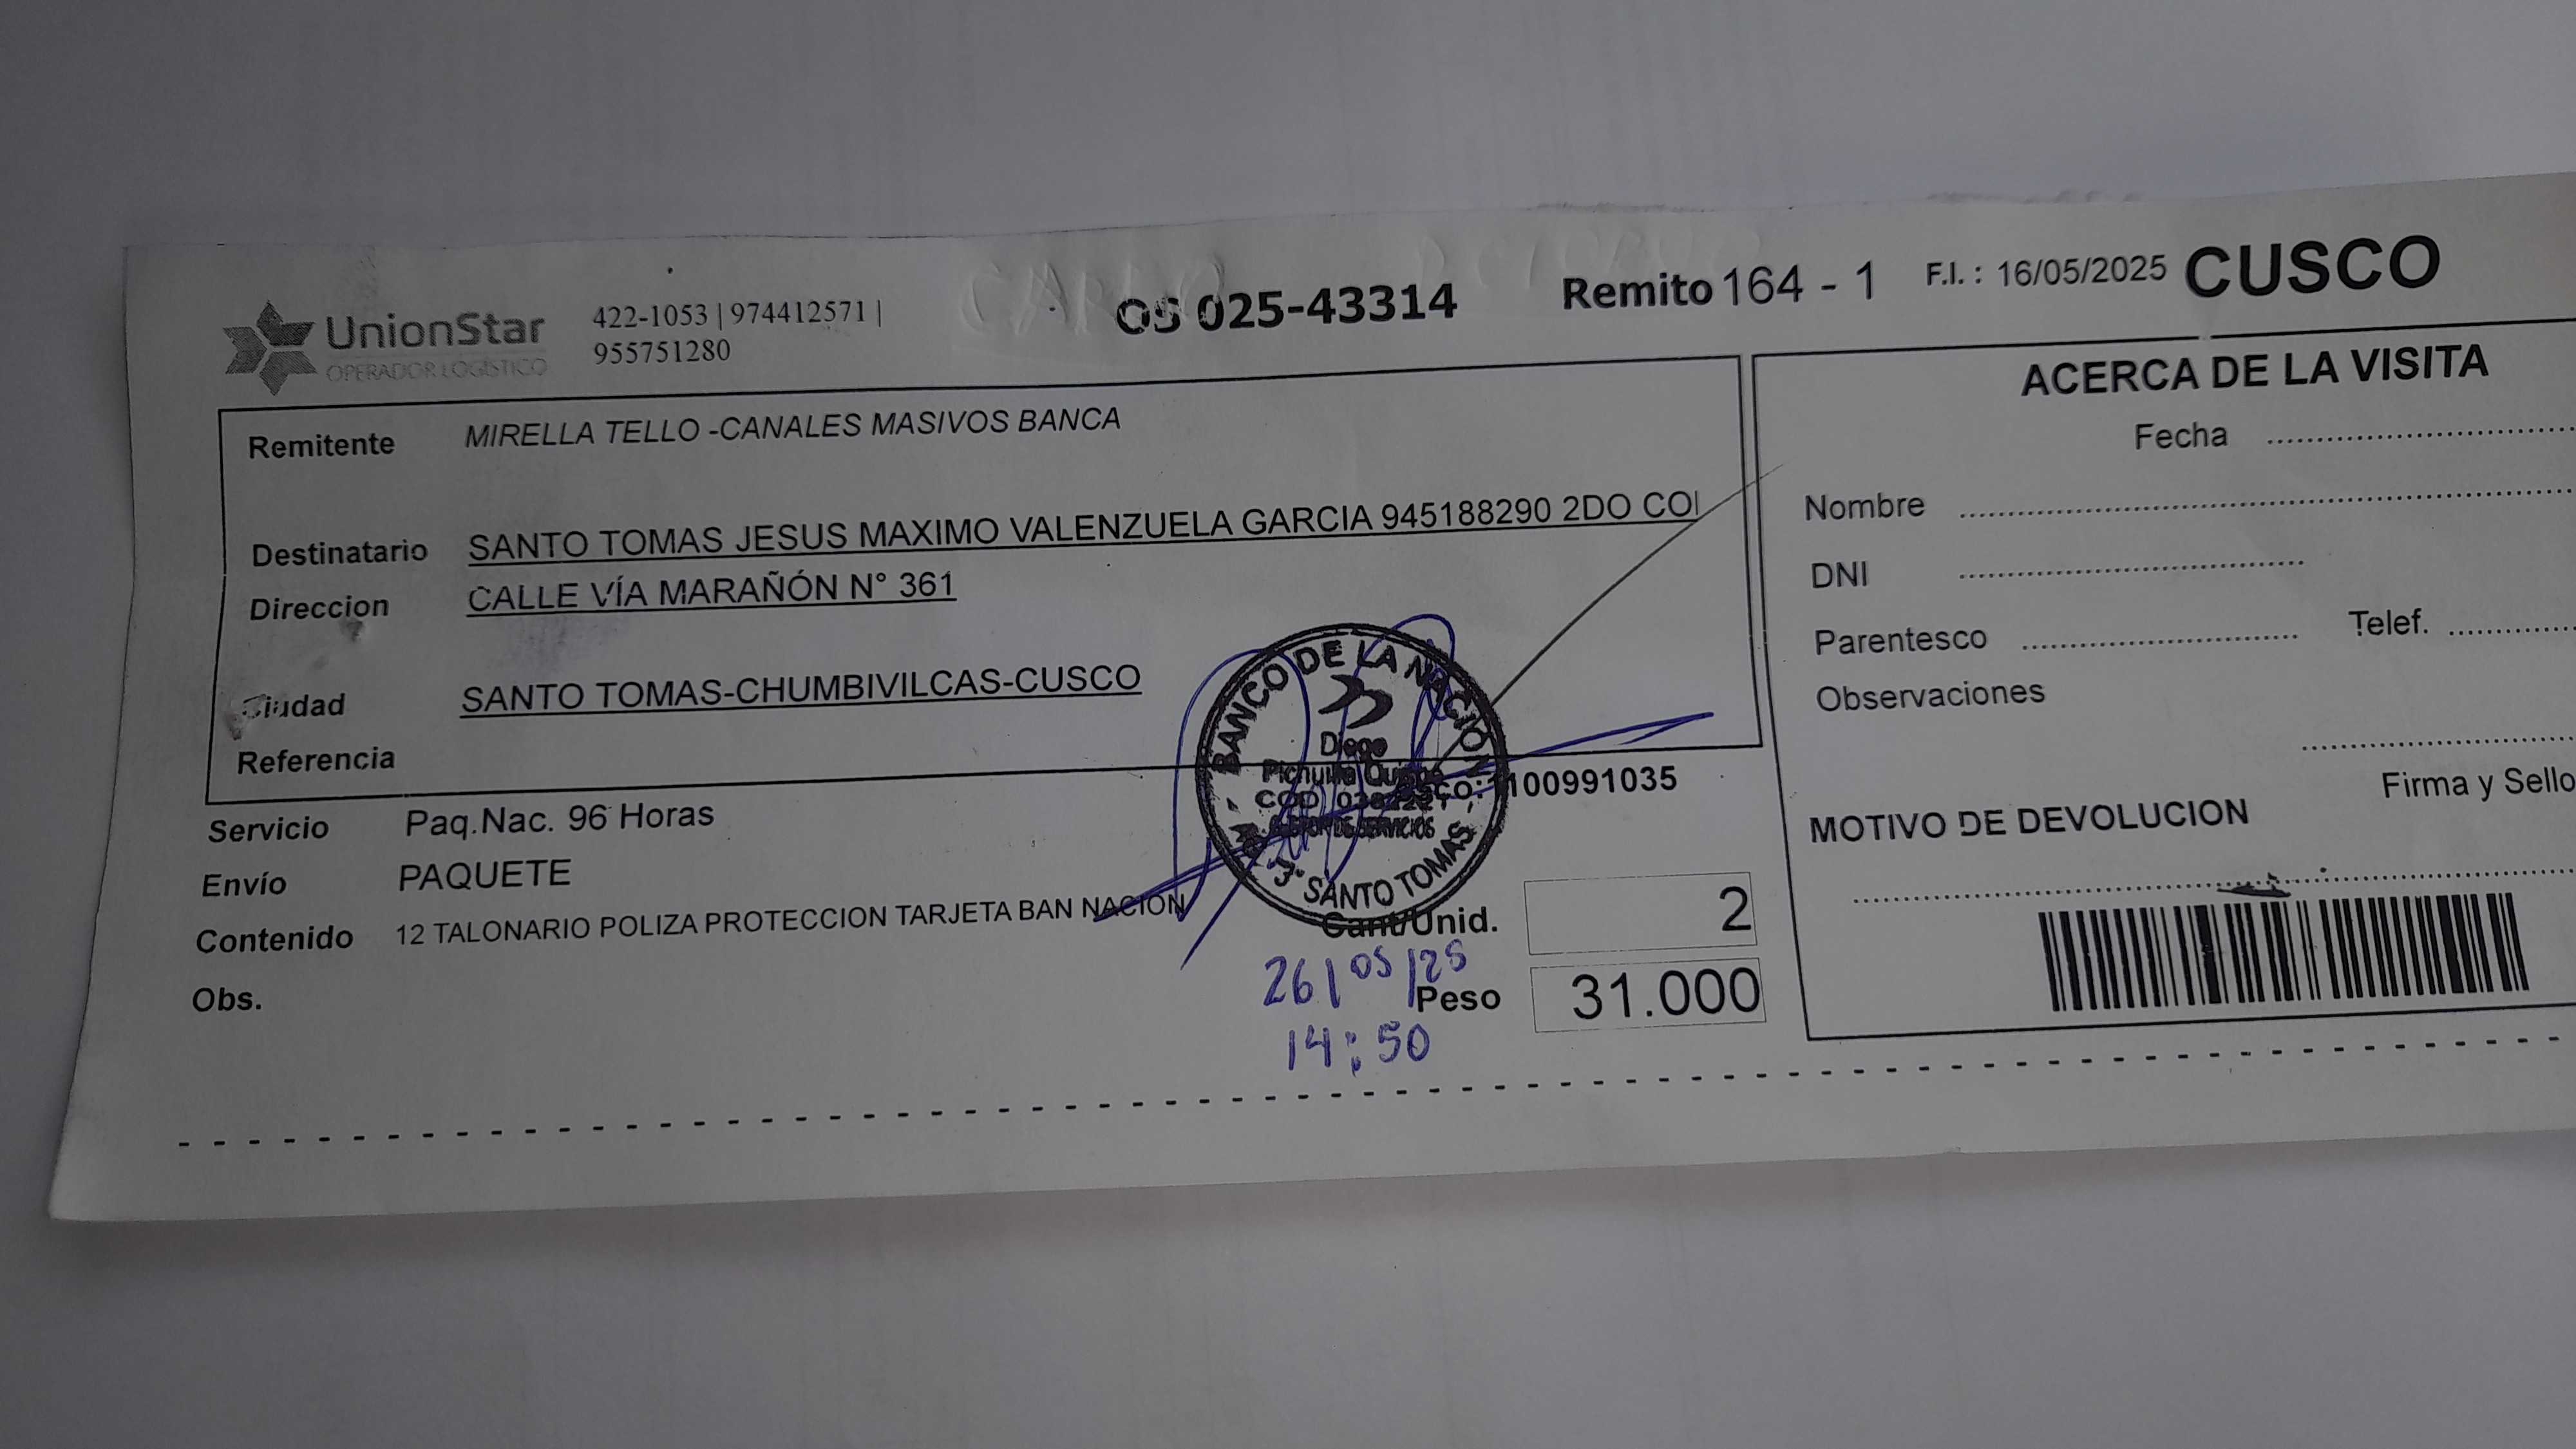 UnionStar
OPERADOR LOGÍSTICO
422-1053 | 974412571 |
955751280
OS 025-43314
Remito 164 - 1
F.I. : 16/05/2025
CUSCO
Remitente MIRELLA TELLO -CANALES MASIVOS BANCA
Destinatario SANTO TOMAS JESUS MAXIMO VALENZUELA GARCIA 945188290 2DO COI
Direccion CALLE VÍA MARAÑÓN N° 361
Ciudad SANTO TOMAS-CHUMBIVILCAS-CUSCO
Referencia
Servicio Paq.Nac. 96 Horas
Envío PAQUETE
Contenido 12 TALONARIO POLIZA PROTECCION TARJETA BAN NACION
Obs.
BANCO DE LA NACION
Diego
COD.
SANTO TOMAS
100991035
Cant/Unid. 2
Peso 31.000
26/05/25
14:50
ACERCA DE LA VISITA
Fecha
Nombre
DNI
Parentesco
Telef.
Observaciones
Firma y Sello
MOTIVO DE DEVOLUCION